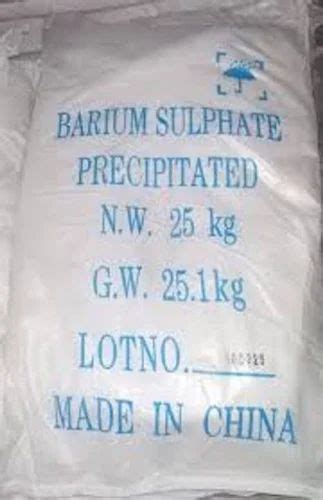 BARIUM SULPHATE
PRECIPITATED
N.W. 25 kg
G.W. 25.1kg
LOTNO.
MADE IN CHINA